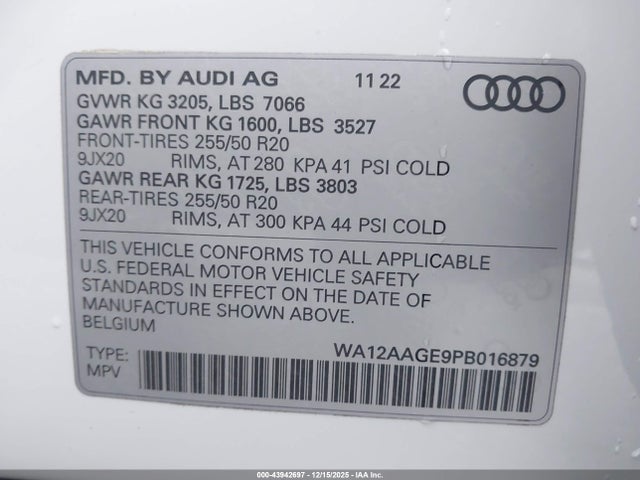 MFD. BY AUDI AG 11 22
GVWR KG 3205, LBS 7066
GAWR FRONT KG 1600, LBS 3527
FRONT-TIRES 255/50 R20
9JX20 RIMS, AT 280 KPA 41 PSI COLD
GAWR REAR KG 1725, LBS 3803
REAR-TIRES 255/50 R20
9JX20 RIMS, AT 300 KPA 44 PSI COLD
THIS VEHICLE CONFORMS TO ALL APPLICABLE
U.S. FEDERAL MOTOR VEHICLE SAFETY
STANDARDS IN EFFECT ON THE DATE OF
MANUFACTURE SHOWN ABOVE.
BELGIUM
TYPE: WA12AAGE9PB016879
MPV
000-43942697 - 12/15/2025 - IAA, INC.